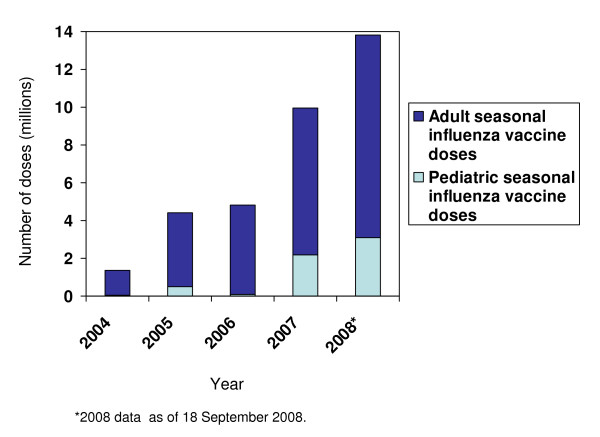 14
12
10
8
6
4
2
0
Number of doses (millions)
2004
2005
2006
2007
2008*
Year
Adult seasonal
influenza vaccine
doses
Pediatric seasonal
influenza vaccine
doses
*2008 data as of 18 September 2008.